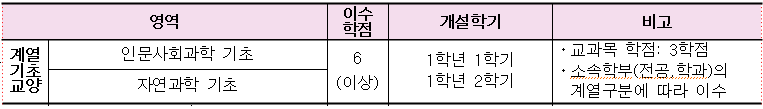 영역 이수 학점 개설학기 비고
계열 기초 교양
인문사회과학 기초
자연과학 기초
6
(이상)
1학년 1학기
1학년 2학기
· 교과목 학점: 3학점
· 소속학부(전공,학과)의
계열구분에 따라 이수